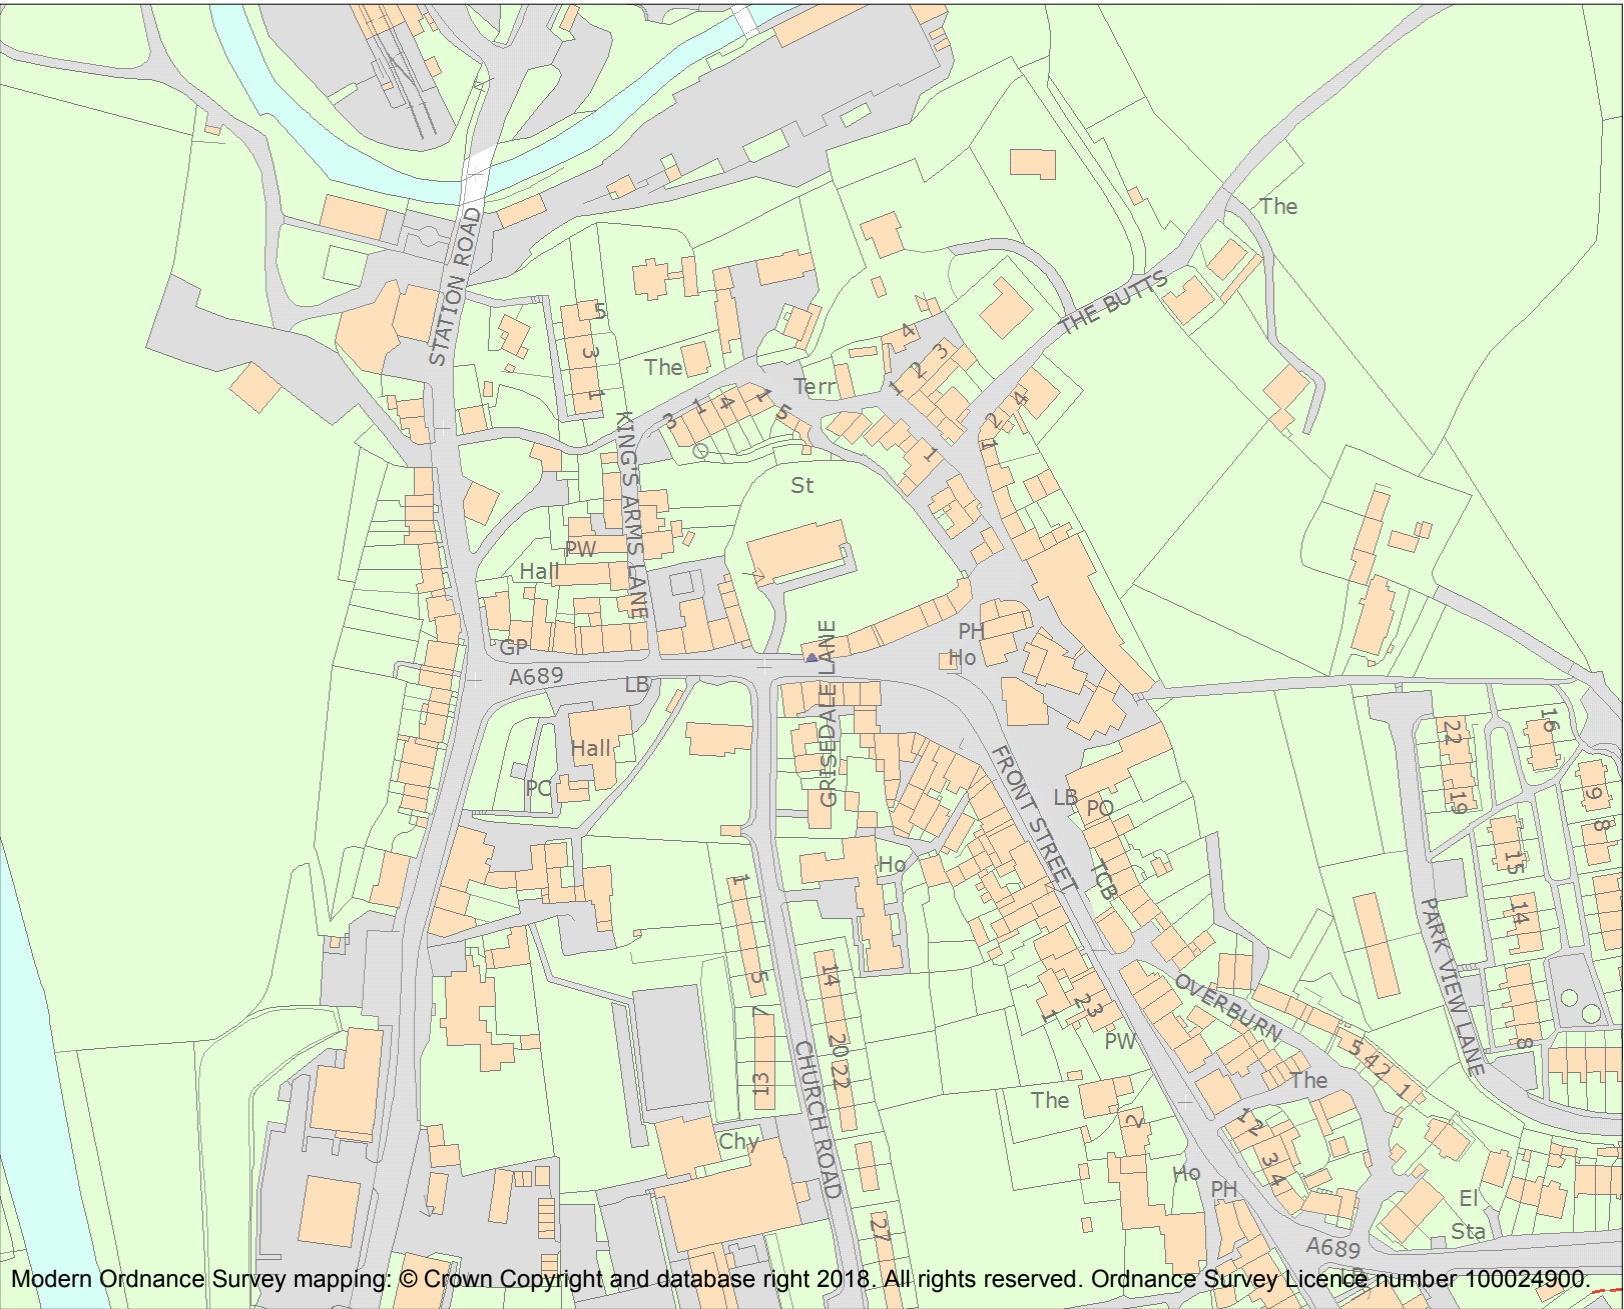 The
STATION ROAD
THE BUTTS
5
3
1
The
4
3
2
1
Terr
3
1
4
1
5
4
2
1
1
KING'S ARMS LANE
St
PW
Hall
GP
A689
LB
PH
Ho
GRISEDALE LANE
Hall
PC
FRONT STREET
LB
PO
TCB
22
19
16
9
8
15
14
8
PARK VIEW LANE
Ho
1
5
7
13
14
20
22
27
CHURCH ROAD
Chy
23
1
PW
OVERBURN
5
4
2
1
The
The
2
1
2
3
4
Ho
PH
El
Sta
A689
Modern Ordnance Survey mapping: © Crown Copyright and database right 2018. All rights reserved. Ordnance Survey Licence number 100024900.